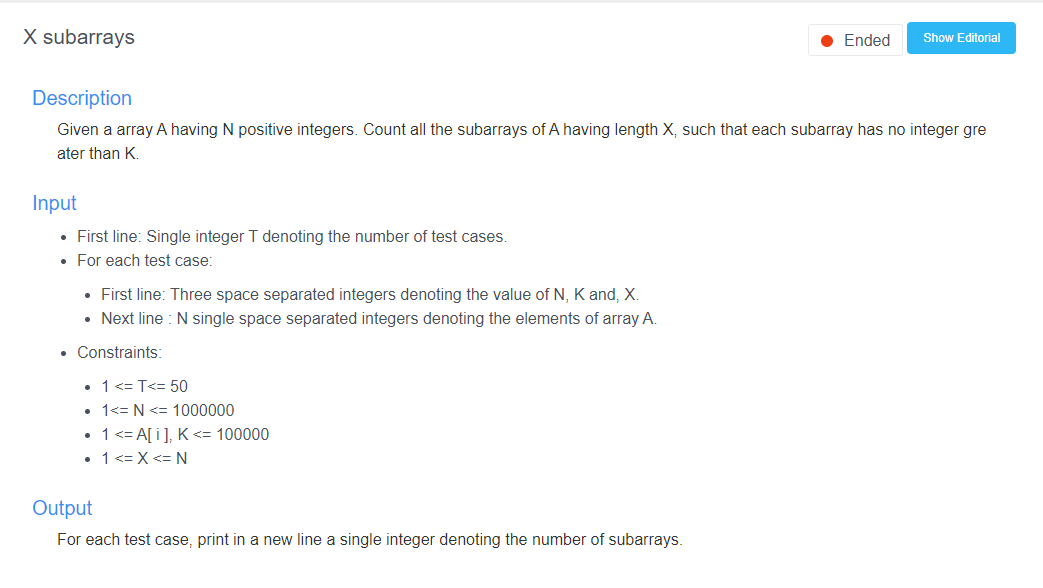 X subarrays
Ended
Show Editorial
Description
Given a array A having N positive integers. Count all the subarrays of A having length X, such that each subarray has no integer gre
ater than K.
Input
• First line: Single integer T denoting the number of test cases.
• For each test case:
• First line: Three space separated integers denoting the value of N, K and, X.
• Next line : N single space separated integers denoting the elements of array A.
• Constraints:
• 1 <= T<= 50
• 1<= N <= 1000000
• 1 <= A[ i ], K <= 100000
• 1 <= X <= N
Output
For each test case, print in a new line a single integer denoting the number of subarrays.